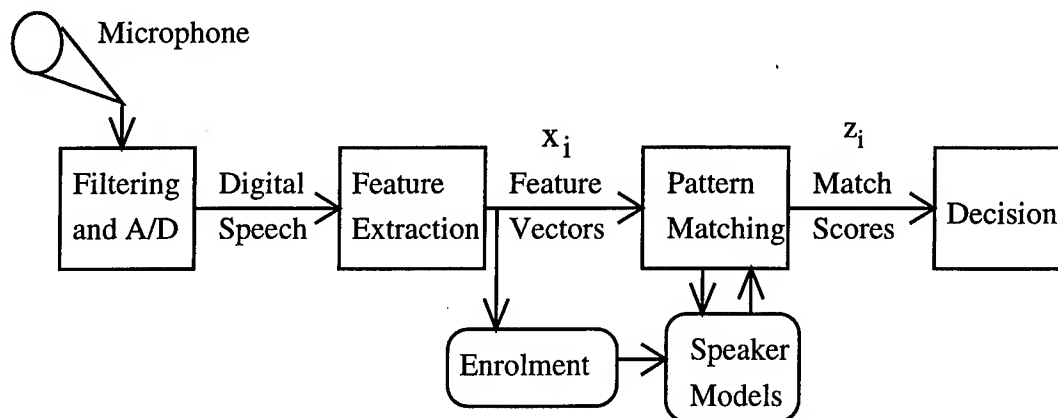 Microphone
Filtering
and A/D
Digital
Speech
Feature
Extraction
x_i
Feature
Vectors
Pattern
Matching
z_i
Match
Scores
Decision
Enrolment
Speaker
Models